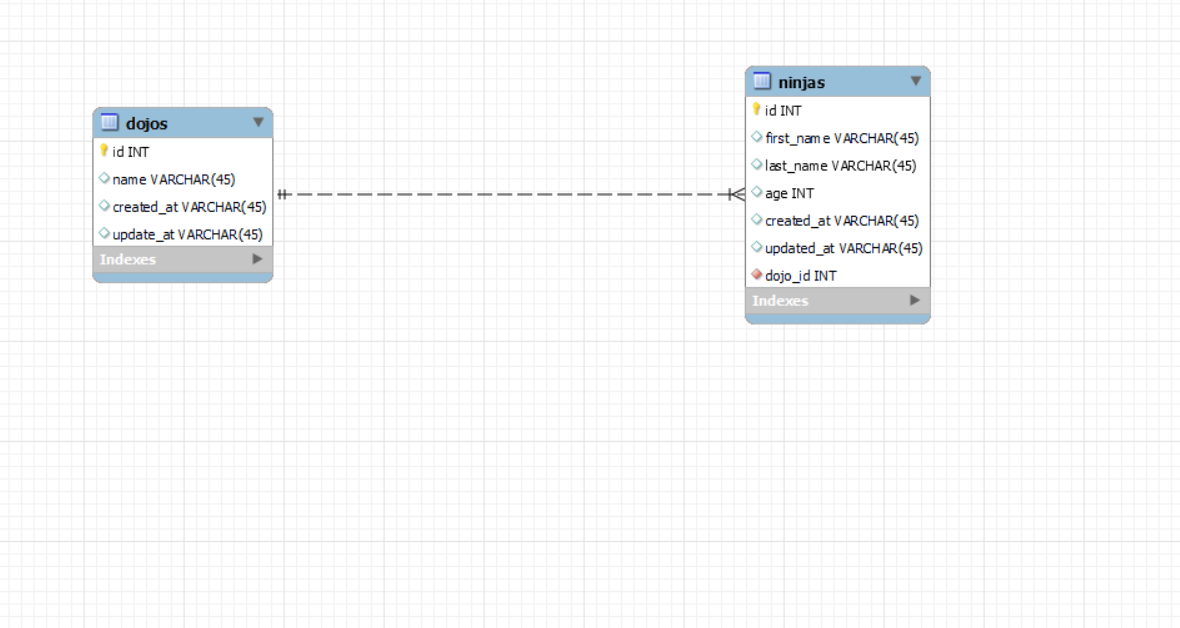 dojos
id INT
name VARCHAR(45)
created_at VARCHAR(45)
update_at VARCHAR(45)
Indexes
ninjas
id INT
first_name VARCHAR(45)
last_name VARCHAR(45)
age INT
created_at VARCHAR(45)
updated_at VARCHAR(45)
dojo_id INT
Indexes